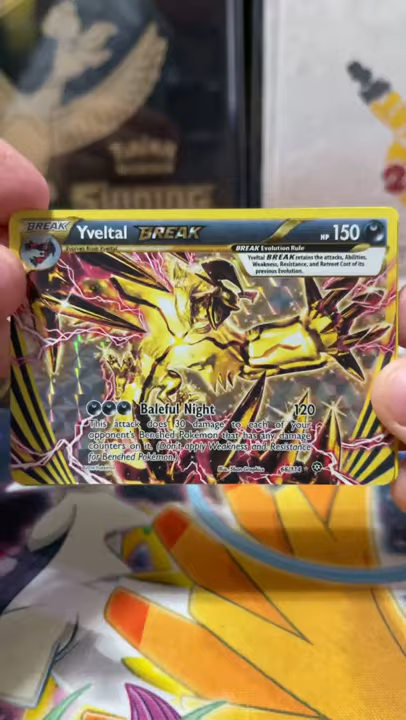 BREAK
Yveltal BREAK HP 150
Evolves from Yveltal
BREAK Evolution Rule
Yveltal BREAK retains the attacks, Abilities,
Weakness, Resistance, and Retreat Cost of its
previous Evolution.
Baleful Night 120
This attack does 30 damage to each of your
opponent's Benched Pokémon that has any damage
counters on it. (Don't apply Weakness and Resistance
for Benched Pokémon.)